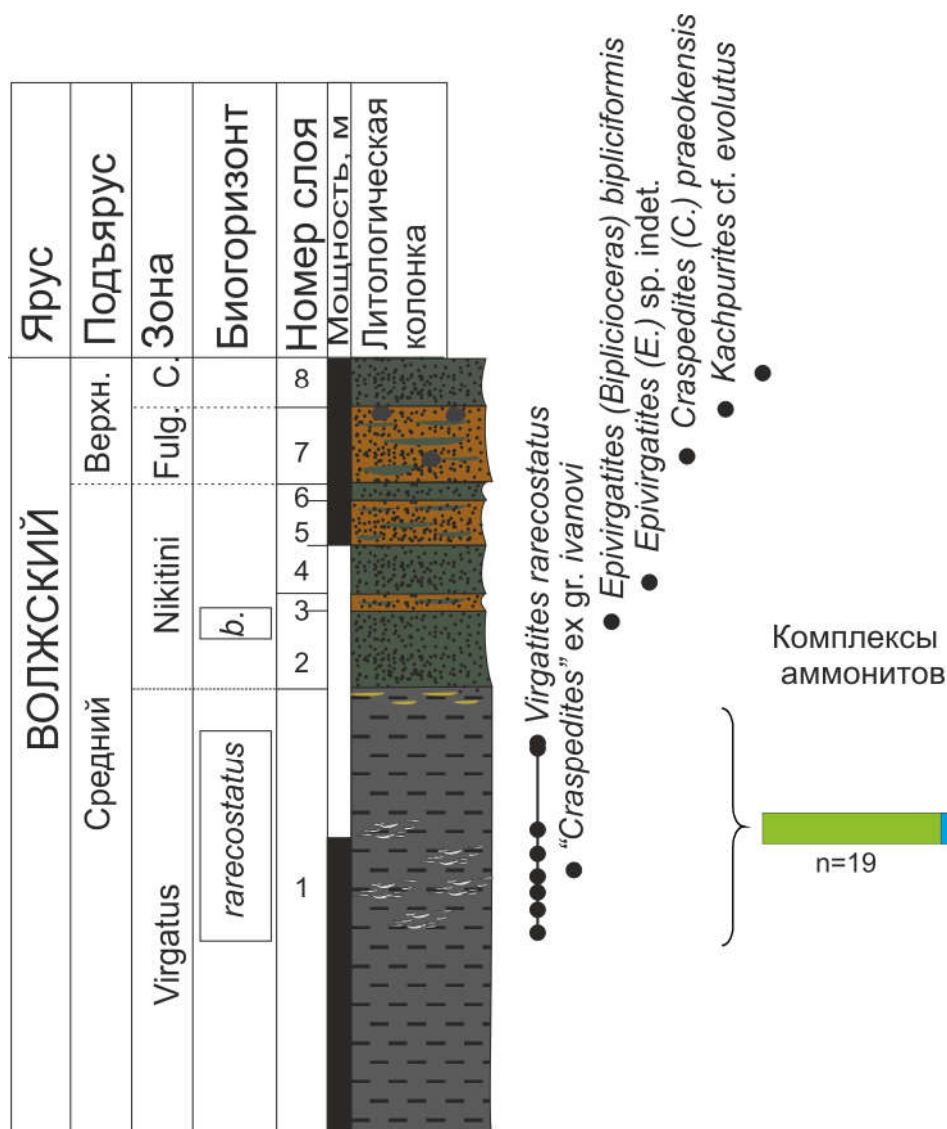 Ярус
Подъярус
Зона
Биогоризонт
Номер слоя
Мощность, м
Литологическая
колонка
ВОЛЖСКИЙ
Верхн.
Средний
C.
Fulg.
Nikitini
Virgatus
b.
rarecostatus
8
7
6
5
4
3
2
1
Virgatites rarecostatus
“Craspedites” ex gr. ivanovi
Epivirgatites (Biplicioceras) bipliciformis
Epivirgatites (E.) sp. indet.
Craspedites (C.) praeokensis
Kachpurites cf. evolutus
Комплексы
аммонитов
n=19